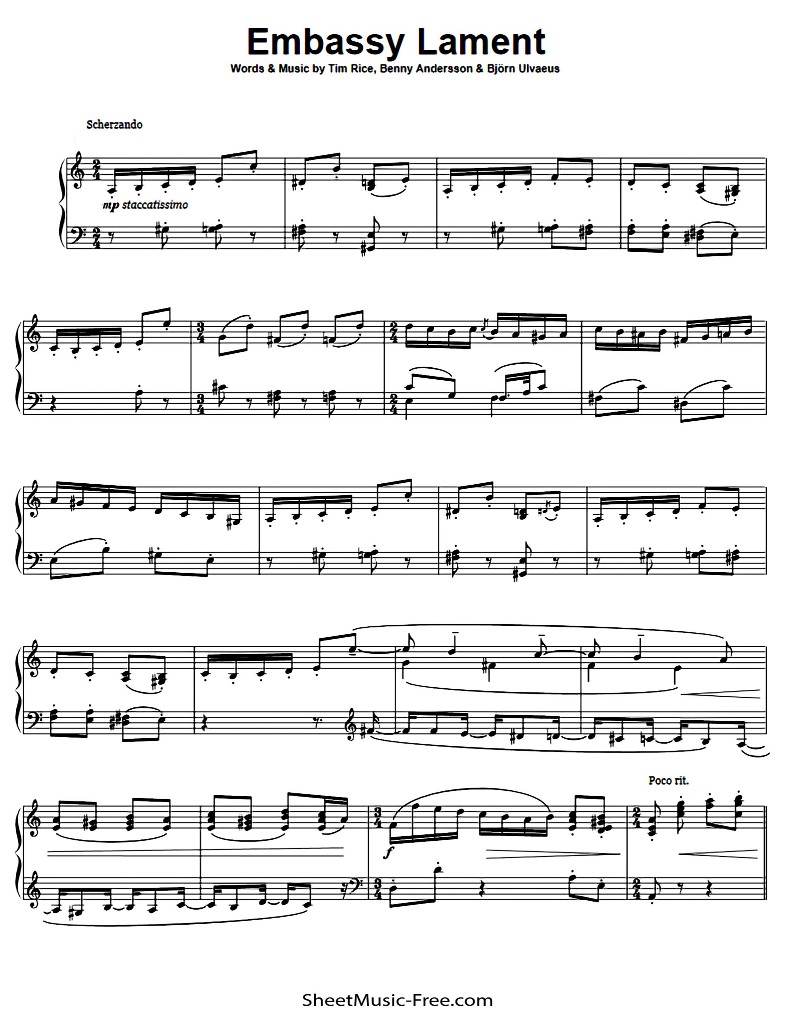 Embassy Lament
Words & Music by Tim Rice, Benny Andersson & Björn Ulvaeus
Scherzando
mp staccatissimo
Poco rit.
f
SheetMusic-Free.com